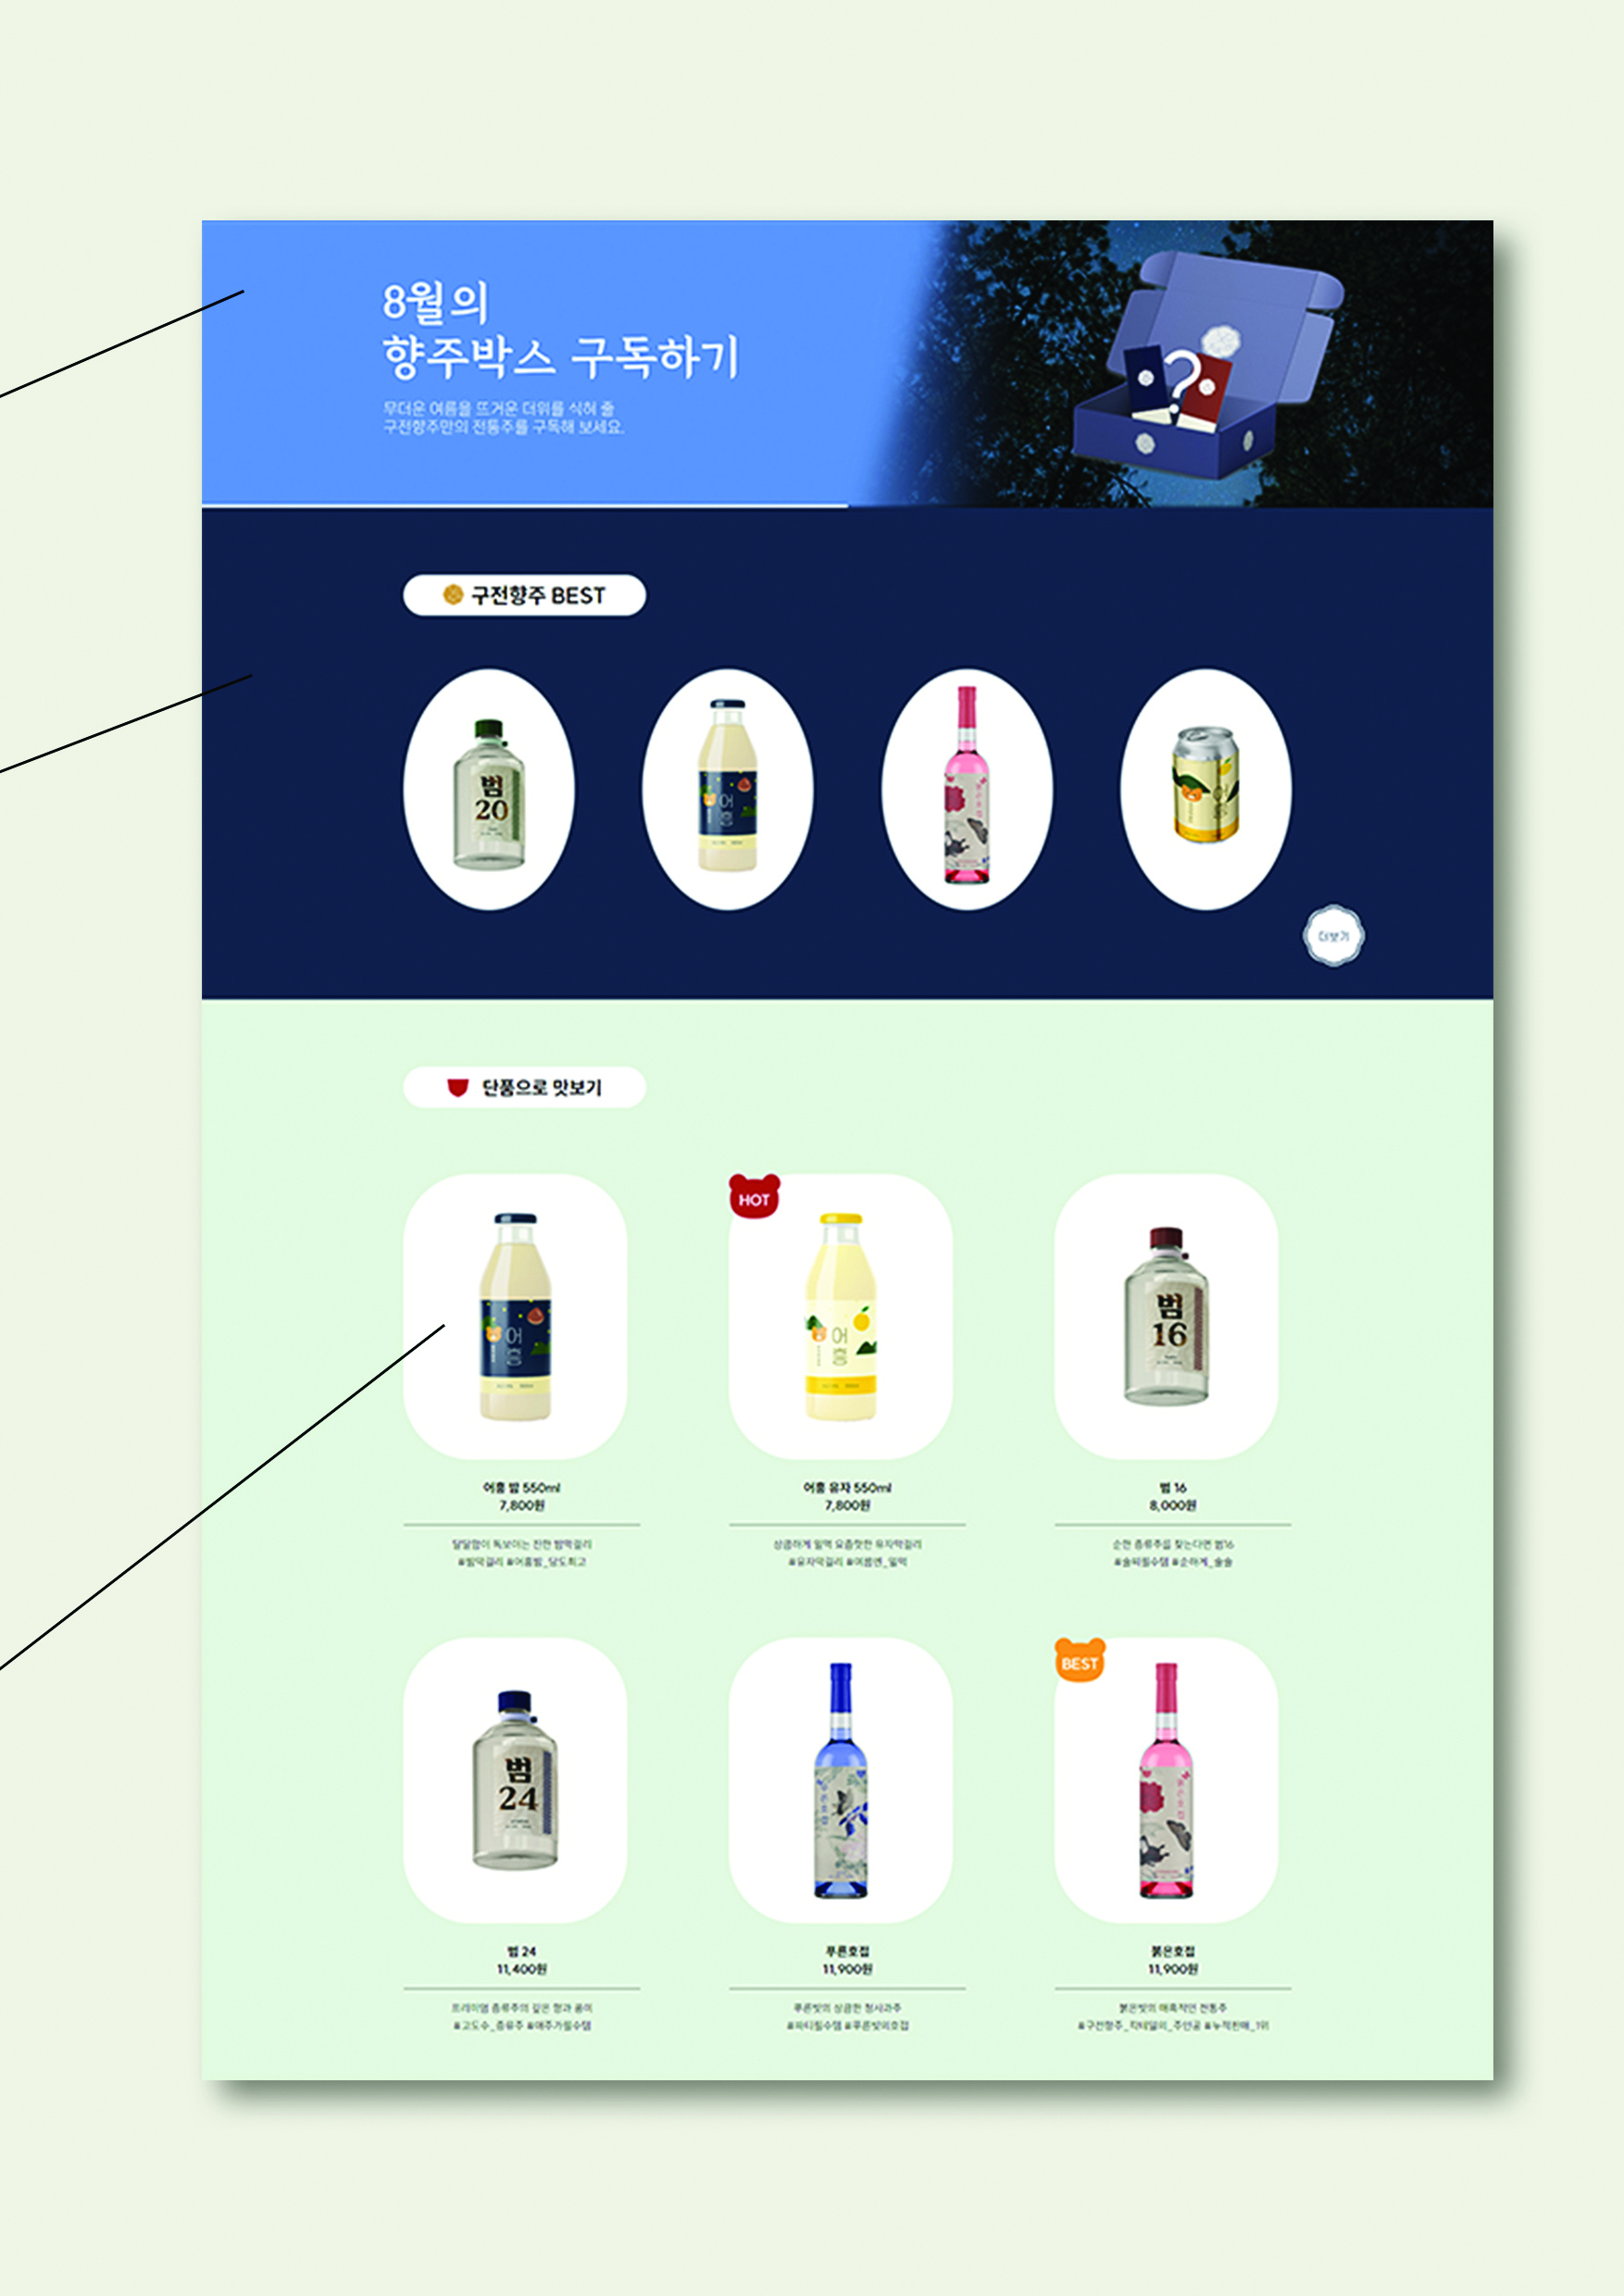 8월의
향주박스 구독하기
무더운 여름을 뜨거운 더위를 식혀 줄
구전향주만의 전통주를 구독해 보세요.
?
구전향주 BEST
범
20
어
흥
더보기
단품으로 맛보기
HOT
어
흥
어
흥
범
16
어흥 밤 550ml
7,800원
어흥 유자 550ml
7,800원
범 16
8,000원
달달함이 돋보이는 진한 밤막걸리
#밤막걸리 #어흥밤_당도최고
상큼하게 말턱 요즘핫한 유자막걸리
#유자막걸리 #여름엔_말턱
순한 증류주를 찾는다면 범16
#술찌필수템 #순하게_술술
BEST
범
24
범 24
11,400원
푸른호접
11,900원
붉은호접
11,900원
프리미엄 증류주의 깊은 향과 풍미
#고도수_증류주 #애주가필수템
푸른빛의 상큼한 청사과주
#파티필수템 #푸른빛의호접
붉은빛의 매혹적인 전통주
#구전향주_칵테일의_주인공 #누적판매_1위